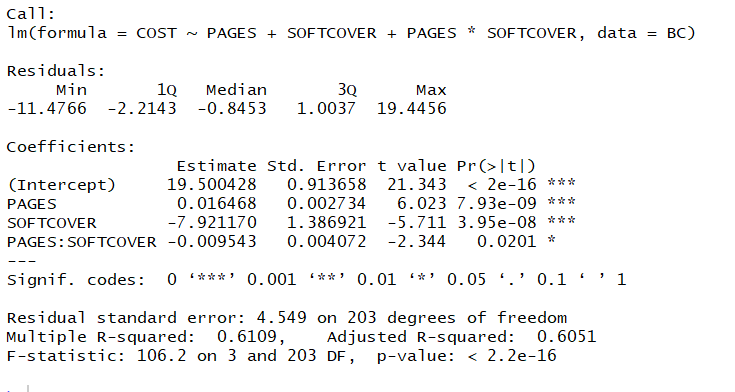 Call:
lm(formula = COST ~ PAGES + SOFTCOVER + PAGES * SOFTCOVER, data = BC)
Residuals:
Min 1Q Median 3Q Max
-11.4766 -2.2143 -0.8453 1.0037 19.4456
Coefficients:
Estimate Std. Error t value Pr(>|t|)
(Intercept) 19.500428 0.913658 21.343 < 2e-16 ***
PAGES 0.016468 0.002734 6.023 7.93e-09 ***
SOFTCOVER -7.921170 1.386921 -5.711 3.95e-08 ***
PAGES:SOFTCOVER -0.009543 0.004072 -2.344 0.0201 *
---
Signif. codes: 0 ‘***’ 0.001 ‘**’ 0.01 ‘*’ 0.05 ‘.’ 0.1 ‘ ’ 1
Residual standard error: 4.549 on 203 degrees of freedom
Multiple R-squared: 0.6109, Adjusted R-squared: 0.6051
F-statistic: 106.2 on 3 and 203 DF, p-value: < 2.2e-16